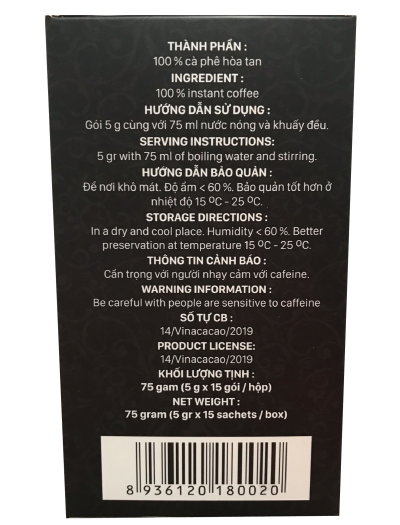 THÀNH PHẦN :
100 % cà phê hòa tan
INGREDIENT :
100 % instant coffee
HƯỚNG DẪN SỬ DỤNG :
Gói 5 g cùng với 75 ml nước nóng và khuấy đều.
SERVING INSTRUCTIONS:
5 gr with 75 ml of boiling water and stirring.
HƯỚNG DẪN BẢO QUẢN :
Để nơi khô mát. Độ ẩm < 60 %. Bảo quản tốt hơn ở
nhiệt độ 15 ºC - 25 ºC.
STORAGE DIRECTIONS :
In a dry and cool place. Humidity < 60 %. Better
preservation at temperature 15 ºC - 25 ºC.
THÔNG TIN CẢNH BÁO :
Cẩn trọng với người nhạy cảm với cafeine.
WARNING INFORMATION :
Be careful with people are sensitive to caffeine
SỐ TỰ CB :
14/Vinacacao/2019
PRODUCT LICENSE:
14/Vinacacao/2019
KHỐI LƯỢNG TỊNH :
75 gam (5 g x 15 gói / hộp)
NET WEIGHT :
75 gram (5 gr x 15 sachets / box)
8 936120 180020